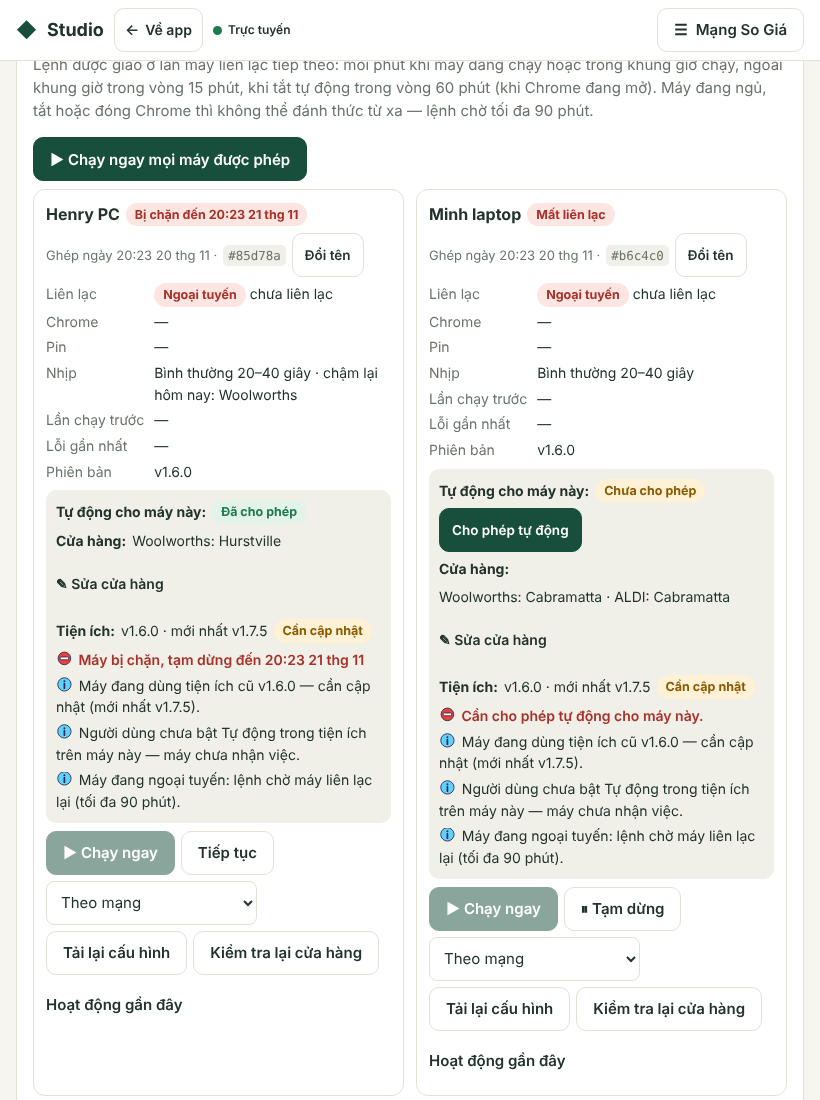 Studio
← Về app
Trực tuyến
☰ Mạng So Giá
Lệnh được giao ở lần máy liên lạc tiếp theo: mỗi phút khi máy đang chạy hoặc trong khung giờ chạy, ngoài
khung giờ trong vòng 15 phút, khi tắt tự động trong vòng 60 phút (khi Chrome đang mở). Máy đang ngủ,
tắt hoặc đóng Chrome thì không thể đánh thức từ xa — lệnh chờ tối đa 90 phút.
▶ Chạy ngay mọi máy được phép
Henry PC Bị chặn đến 20:23 21 thg 11
Ghép ngày 20:23 20 thg 11 · #85d78a Đổi tên
Liên lạc Ngoại tuyến chưa liên lạc
Chrome —
Pin —
Nhịp Bình thường 20–40 giây · chậm lại
hôm nay: Woolworths
Lần chạy trước —
Lỗi gần nhất —
Phiên bản v1.6.0
Tự động cho máy này: Đã cho phép
Cửa hàng: Woolworths: Hurstville
✎ Sửa cửa hàng
Tiện ích: v1.6.0 · mới nhất v1.7.5 Cần cập nhật
⛔ Máy bị chặn, tạm dừng đến 20:23 21 thg 11
ℹ Máy đang dùng tiện ích cũ v1.6.0 — cần cập
nhật (mới nhất v1.7.5).
ℹ Người dùng chưa bật Tự động trong tiện ích
trên máy này — máy chưa nhận việc.
ℹ Máy đang ngoại tuyến: lệnh chờ máy liên lạc
lại (tối đa 90 phút).
▶ Chạy ngay Tiếp tục
Theo mạng
Tải lại cấu hình Kiểm tra lại cửa hàng
Hoạt động gần đây
Minh laptop Mất liên lạc
Ghép ngày 20:23 20 thg 11 · #b6c4c0 Đổi tên
Liên lạc Ngoại tuyến chưa liên lạc
Chrome —
Pin —
Nhịp Bình thường 20–40 giây
Lần chạy trước —
Lỗi gần nhất —
Phiên bản v1.6.0
Tự động cho máy này: Chưa cho phép
Cho phép tự động
Cửa hàng:
Woolworths: Cabramatta · ALDI: Cabramatta
✎ Sửa cửa hàng
Tiện ích: v1.6.0 · mới nhất v1.7.5 Cần cập nhật
⛔ Cần cho phép tự động cho máy này.
ℹ Máy đang dùng tiện ích cũ v1.6.0 — cần cập
nhật (mới nhất v1.7.5).
ℹ Người dùng chưa bật Tự động trong tiện ích
trên máy này — máy chưa nhận việc.
ℹ Máy đang ngoại tuyến: lệnh chờ máy liên lạc
lại (tối đa 90 phút).
▶ Chạy ngay ⏸ Tạm dừng
Theo mạng
Tải lại cấu hình Kiểm tra lại cửa hàng
Hoạt động gần đây